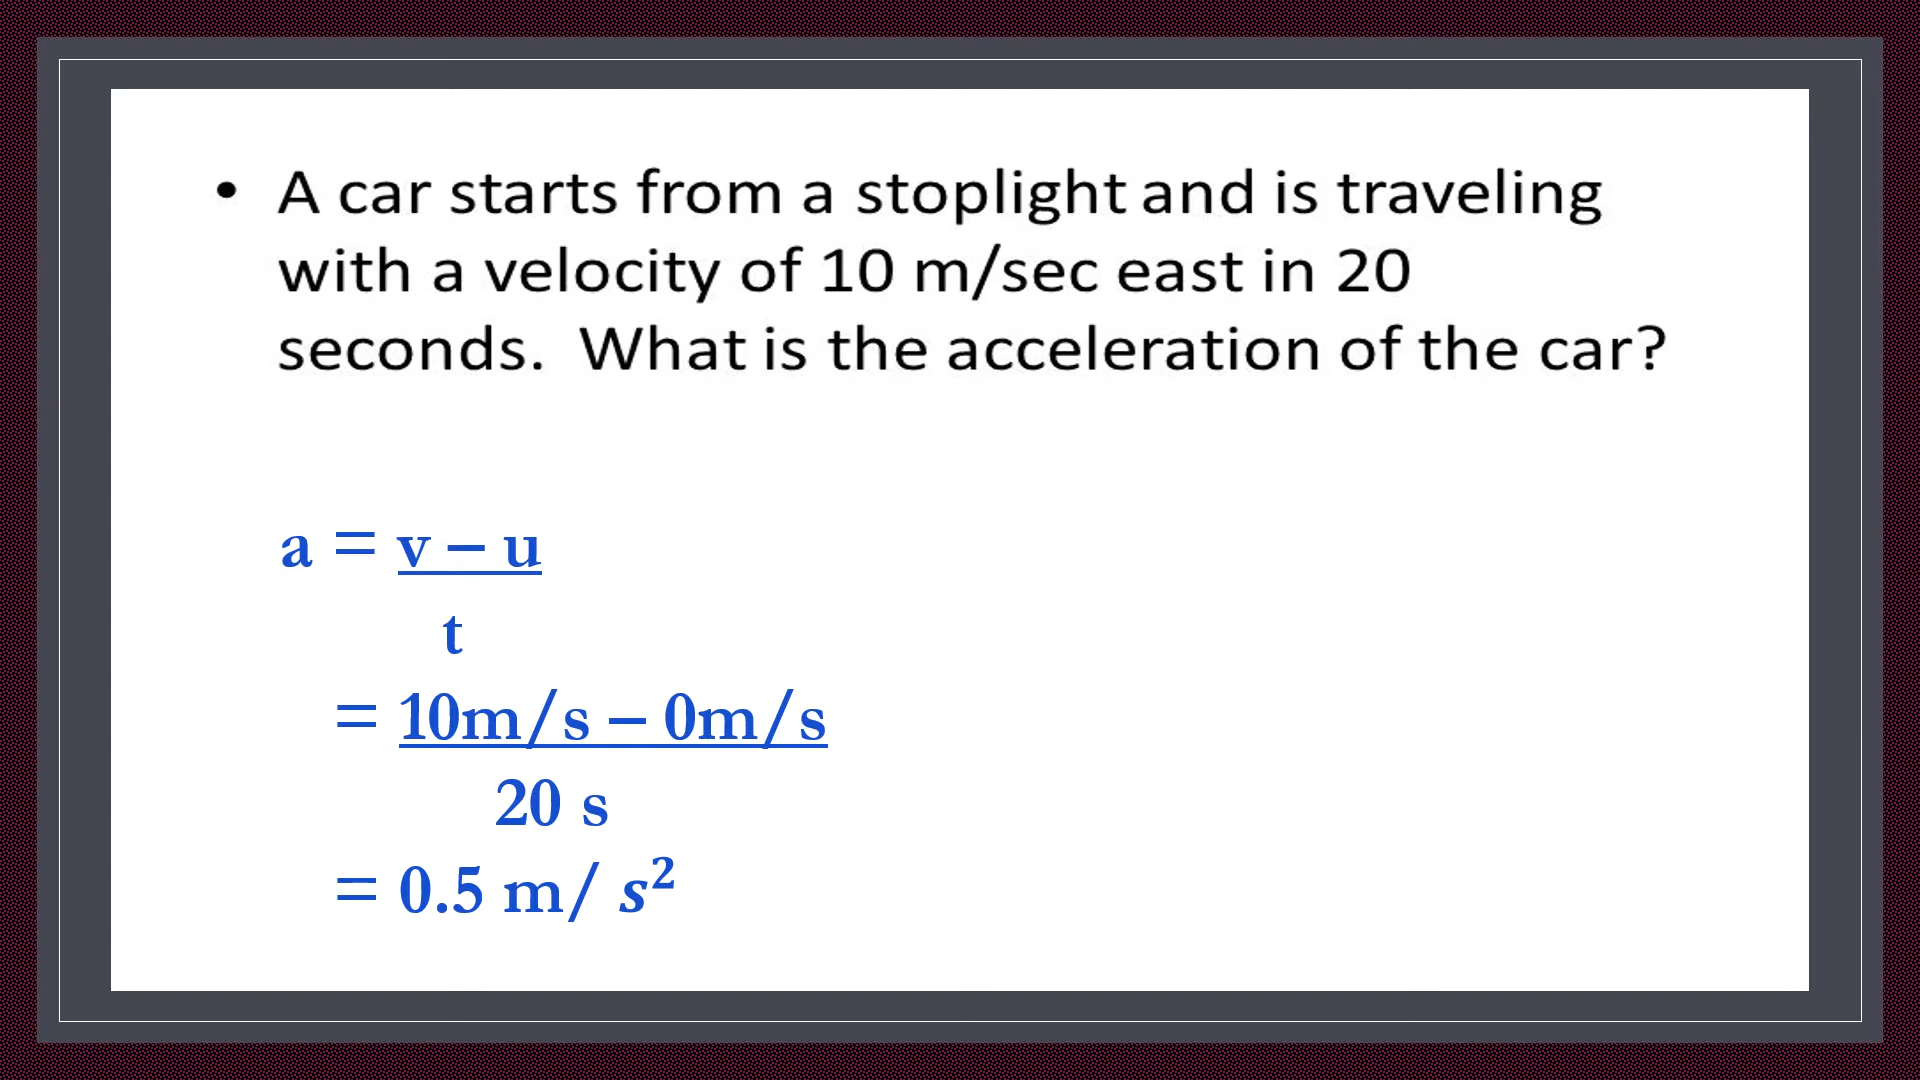 • A car starts from a stoplight and is traveling
with a velocity of 10 m/sec east in 20
seconds. What is the acceleration of the car?
a = v – u
t
= 10m/s – 0m/s
20 s
= 0.5 m/ s²